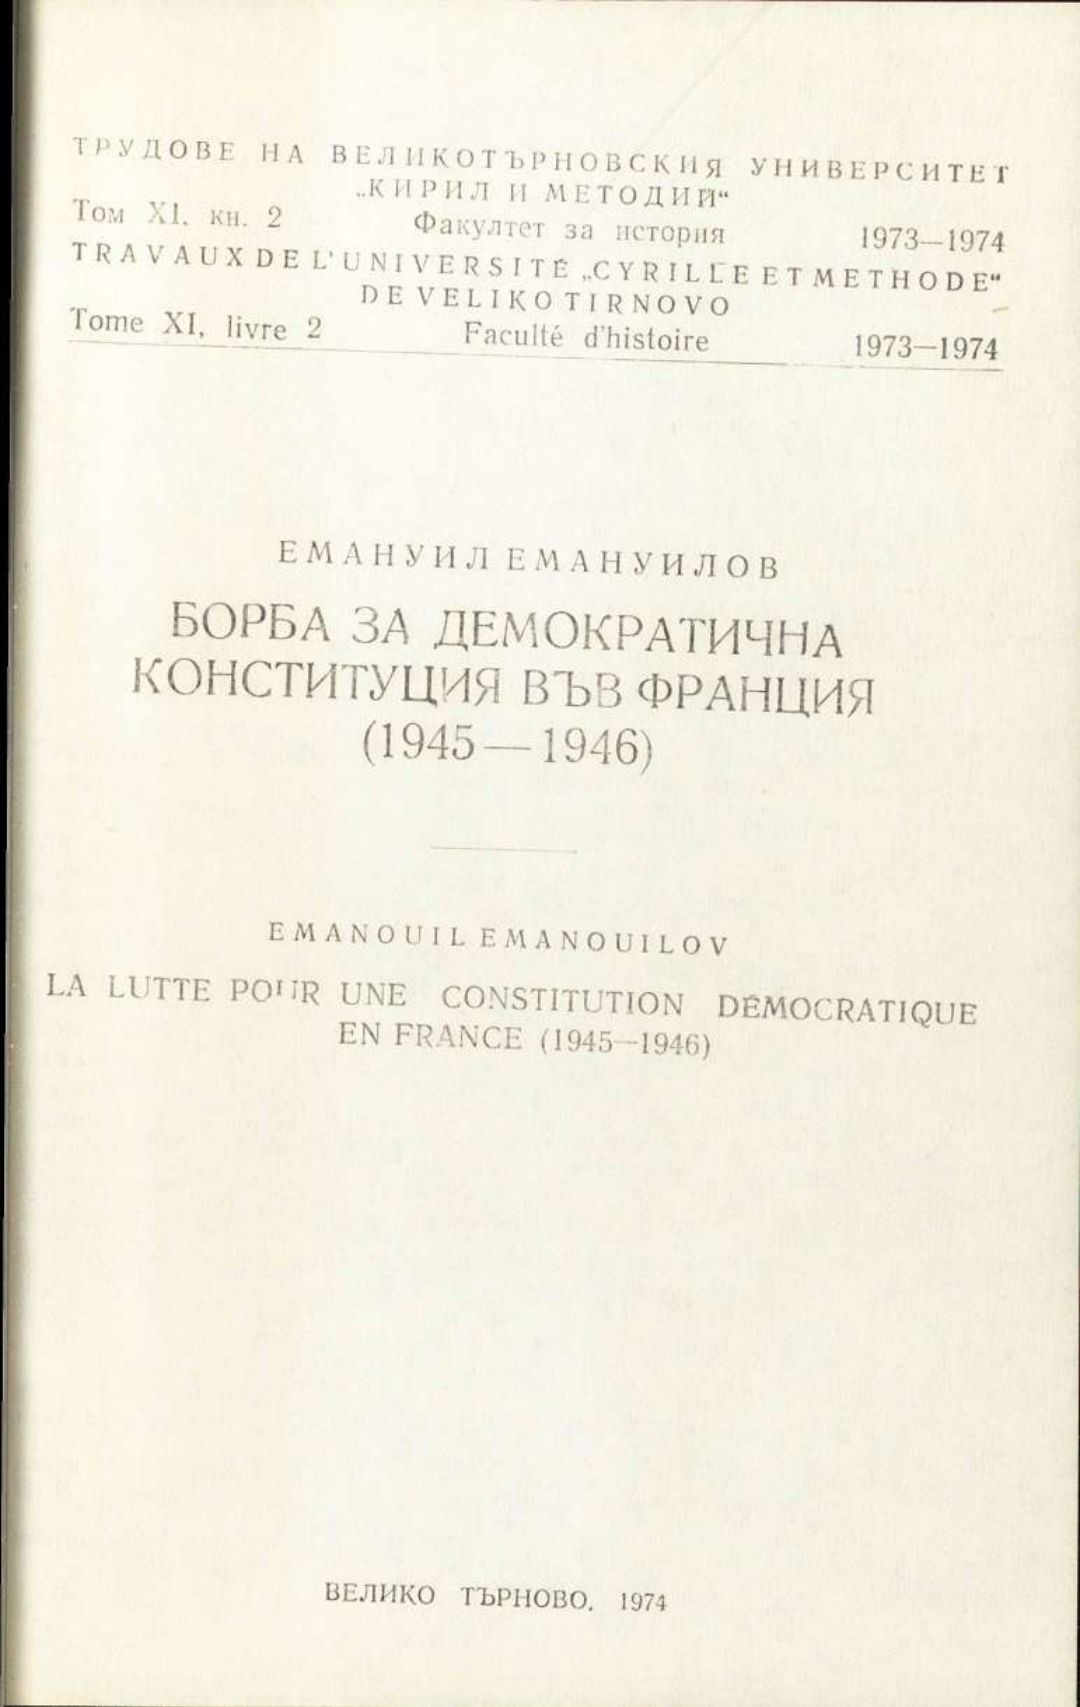 ТРУДОВЕ НА ВЕЛИКОТЪРНОВСКИЯ УНИВЕРСИТЕТ
„КИРИЛ И МЕТОДИЙ“
Том XI, кн. 2 Факултет за история 1973—1974
TRAVAUX DE L'UNIVERSITÉ „CYRILLE ET METHODE“
DE VELIKO TIRNOVO
Tome XI, livre 2 Faculté d'histoire 1973—1974
ЕМАНУИЛ ЕМАНУИЛОВ
БОРБА ЗА ДЕМОКРАТИЧНА
КОНСТИТУЦИЯ ВЪВ ФРАНЦИЯ
(1945—1946)
EMANOUIL EMANOUILOV
LA LUTTE POUR UNE CONSTITUTION DÉMOCRATIQUE
EN FRANCE (1945—1946)
ВЕЛИКО ТЪРНОВО, 1974